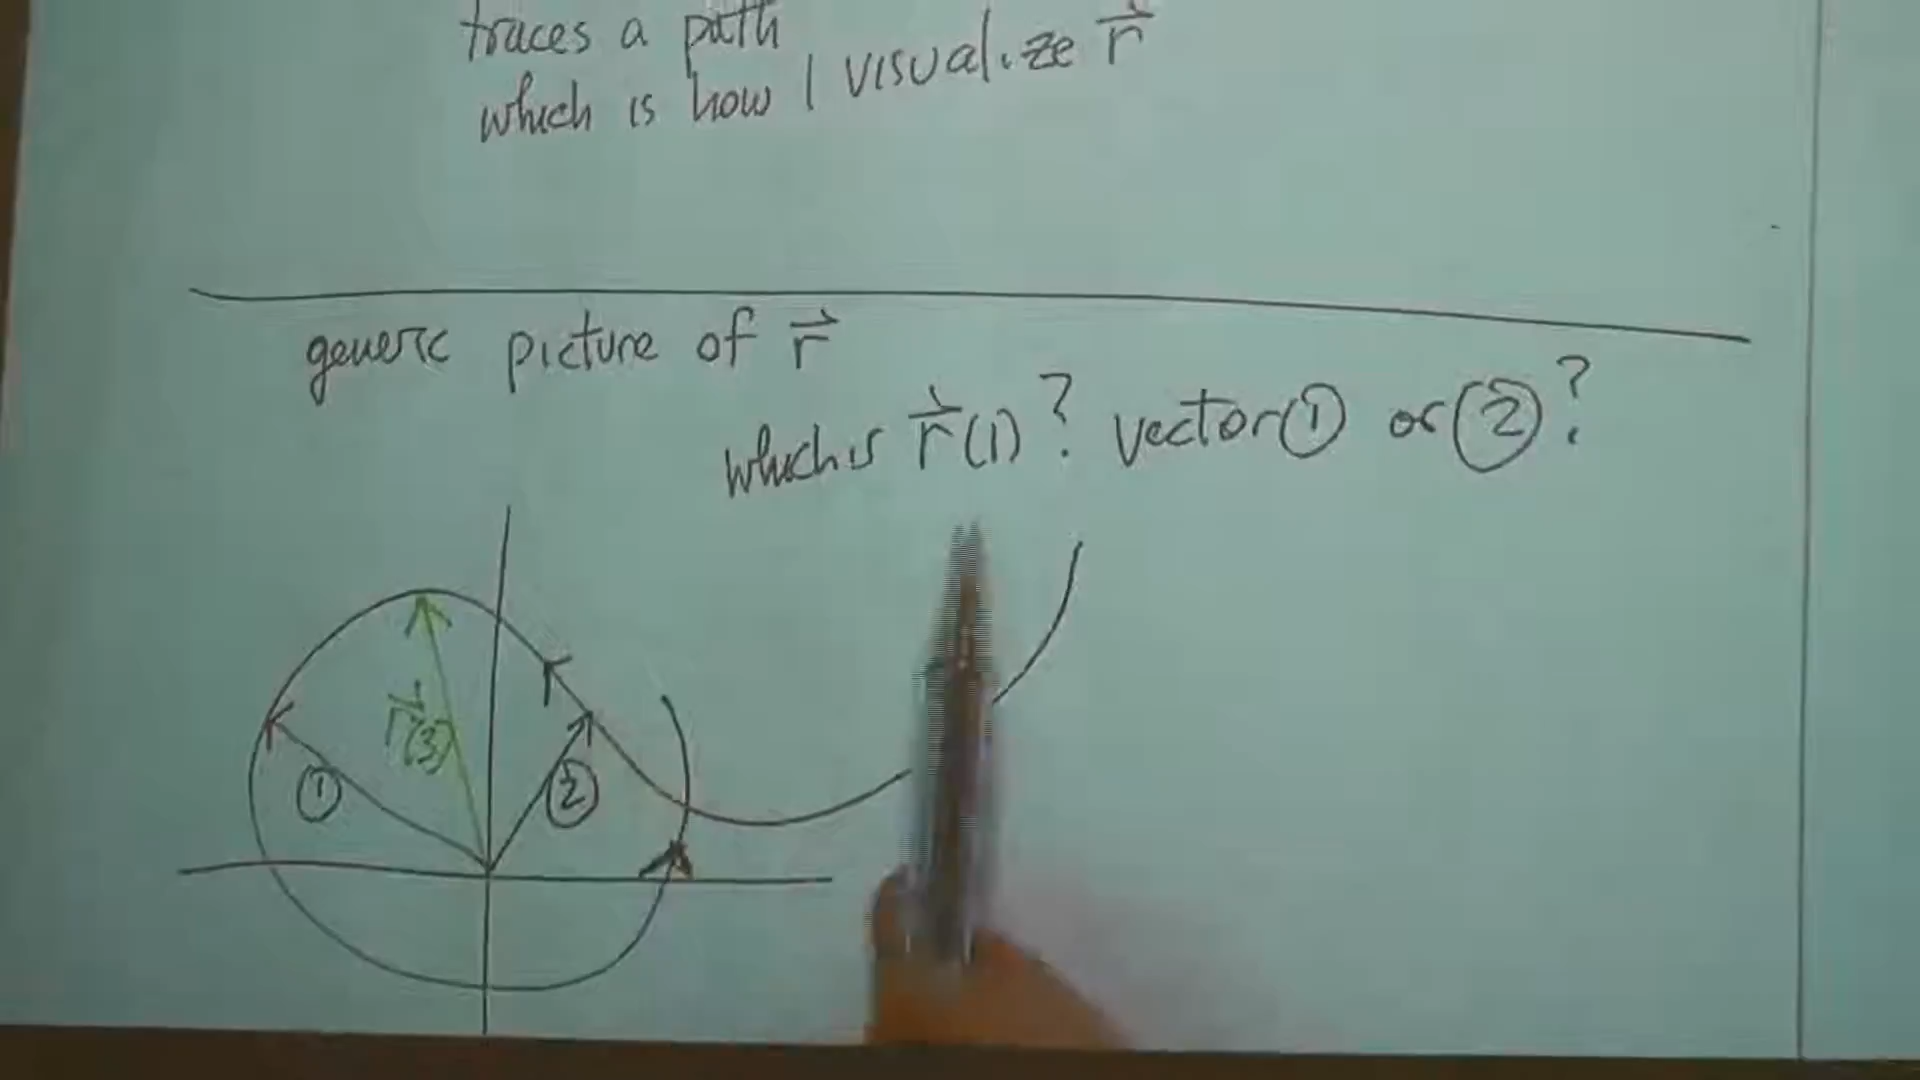 traces a path
which is how I visualize r⃗
generic picture of r⃗
which is r⃗(1)? vector ① or ②?
r⃗(3)
①
②